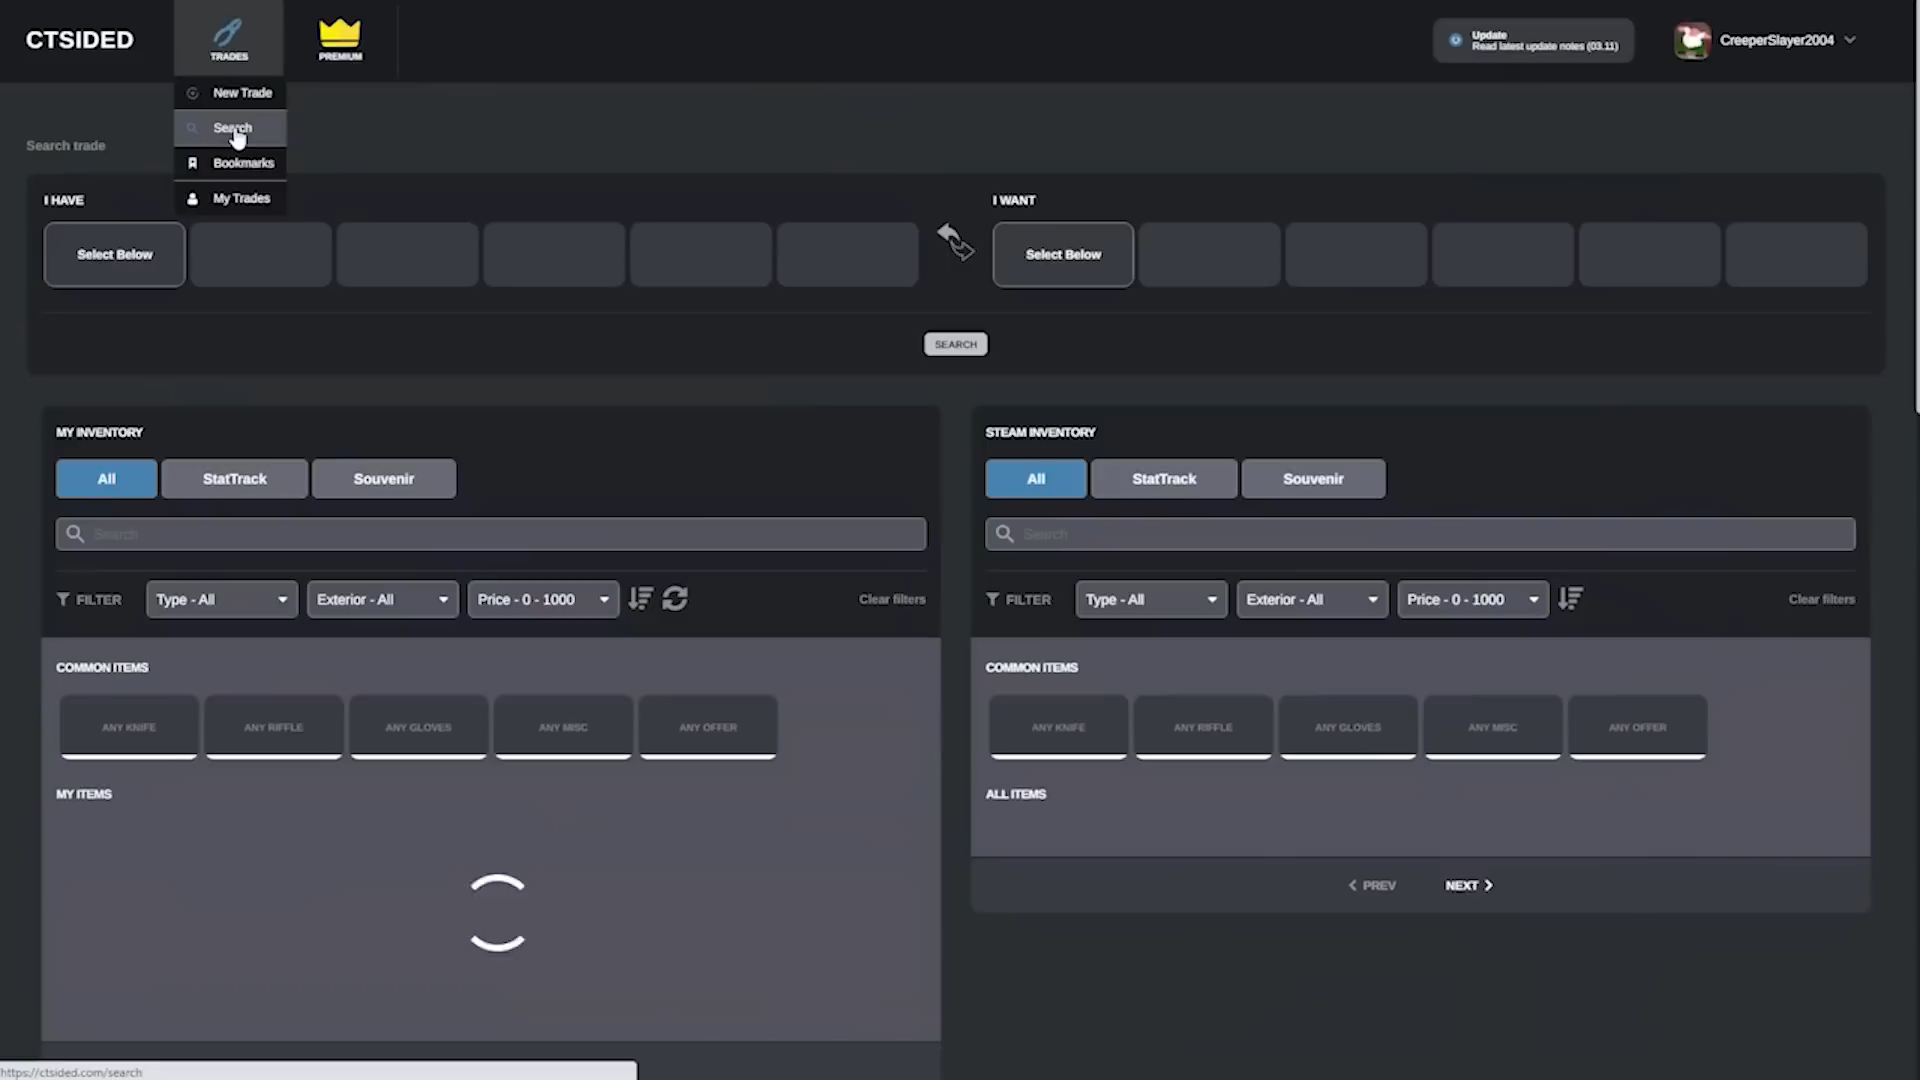 CTSIDED
TRADES
PREMIUM
Update
Read latest update notes (03.11)
CreeperSlayer2004
New Trade
Search
Bookmarks
My Trades
Search trade
I HAVE
I WANT
Select Below
Select Below
SEARCH
MY INVENTORY
All StatTrack Souvenir
Search
FILTER Type - All Exterior - All Price - 0 - 1000 Clear filters
COMMON ITEMS
ANY KNIFE ANY RIFFLE ANY GLOVES ANY MISC ANY OFFER
MY ITEMS
STEAM INVENTORY
All StatTrack Souvenir
Search
FILTER Type - All Exterior - All Price - 0 - 1000 Clear filters
COMMON ITEMS
ANY KNIFE ANY RIFFLE ANY GLOVES ANY MISC ANY OFFER
ALL ITEMS
PREV NEXT
https://ctsided.com/search